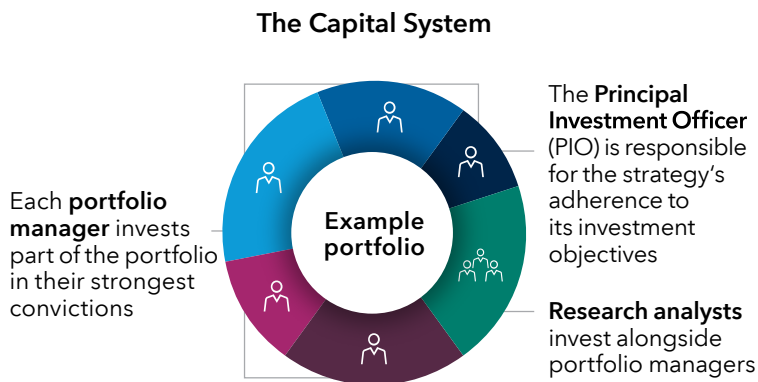 The Capital System
Each portfolio
manager invests
part of the portfolio
in their strongest
convictions
Example
portfolio
The Principal
Investment Officer
(PIO) is responsible
for the strategy’s
adherence to
its investment
objectives
Research analysts
invest alongside
portfolio managers